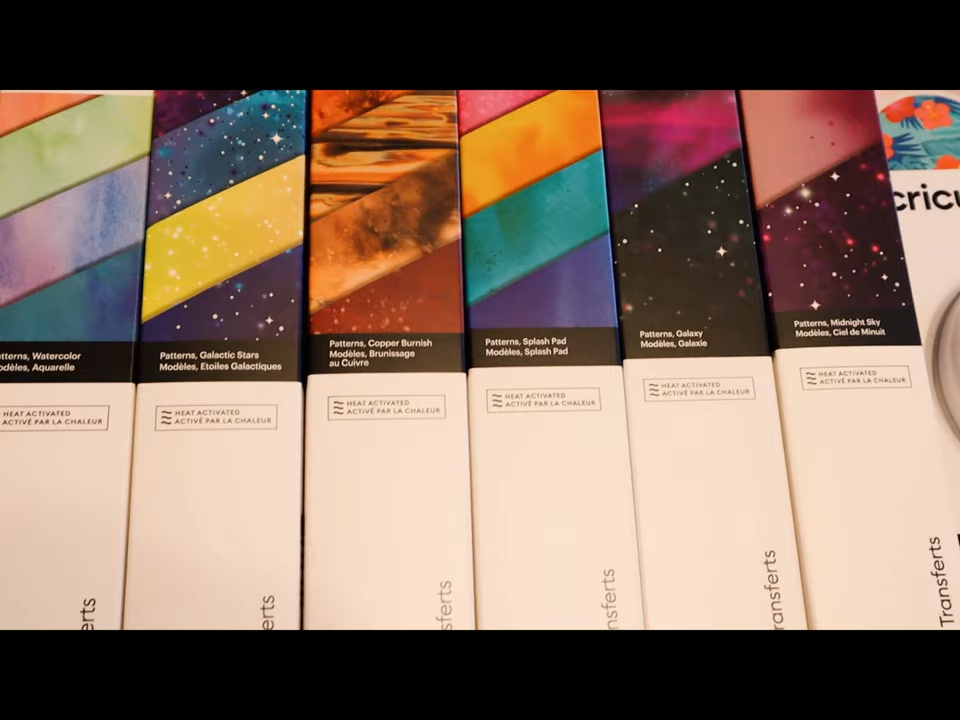 tterns, Watercolor
odèles, Aquarelle
HEAT ACTIVATED
ACTIVÉ PAR LA CHALEUR
erts
Patterns, Galactic Stars
Modèles, Etoiles Galactiques
HEAT ACTIVATED
ACTIVÉ PAR LA CHALEUR
erts
Patterns, Copper Burnish
Modèles, Brunissage
au Cuivre
HEAT ACTIVATED
ACTIVÉ PAR LA CHALEUR
sferts
Patterns, Splash Pad
Modèles, Splash Pad
HEAT ACTIVATED
ACTIVÉ PAR LA CHALEUR
nsferts
Patterns, Galaxy
Modèles, Galaxie
HEAT ACTIVATED
ACTIVÉ PAR LA CHALEUR
ransferts
Patterns, Midnight Sky
Modèles, Ciel de Minuit
HEAT ACTIVATED
ACTIVÉ PAR LA CHALEUR
Transferts
cricu